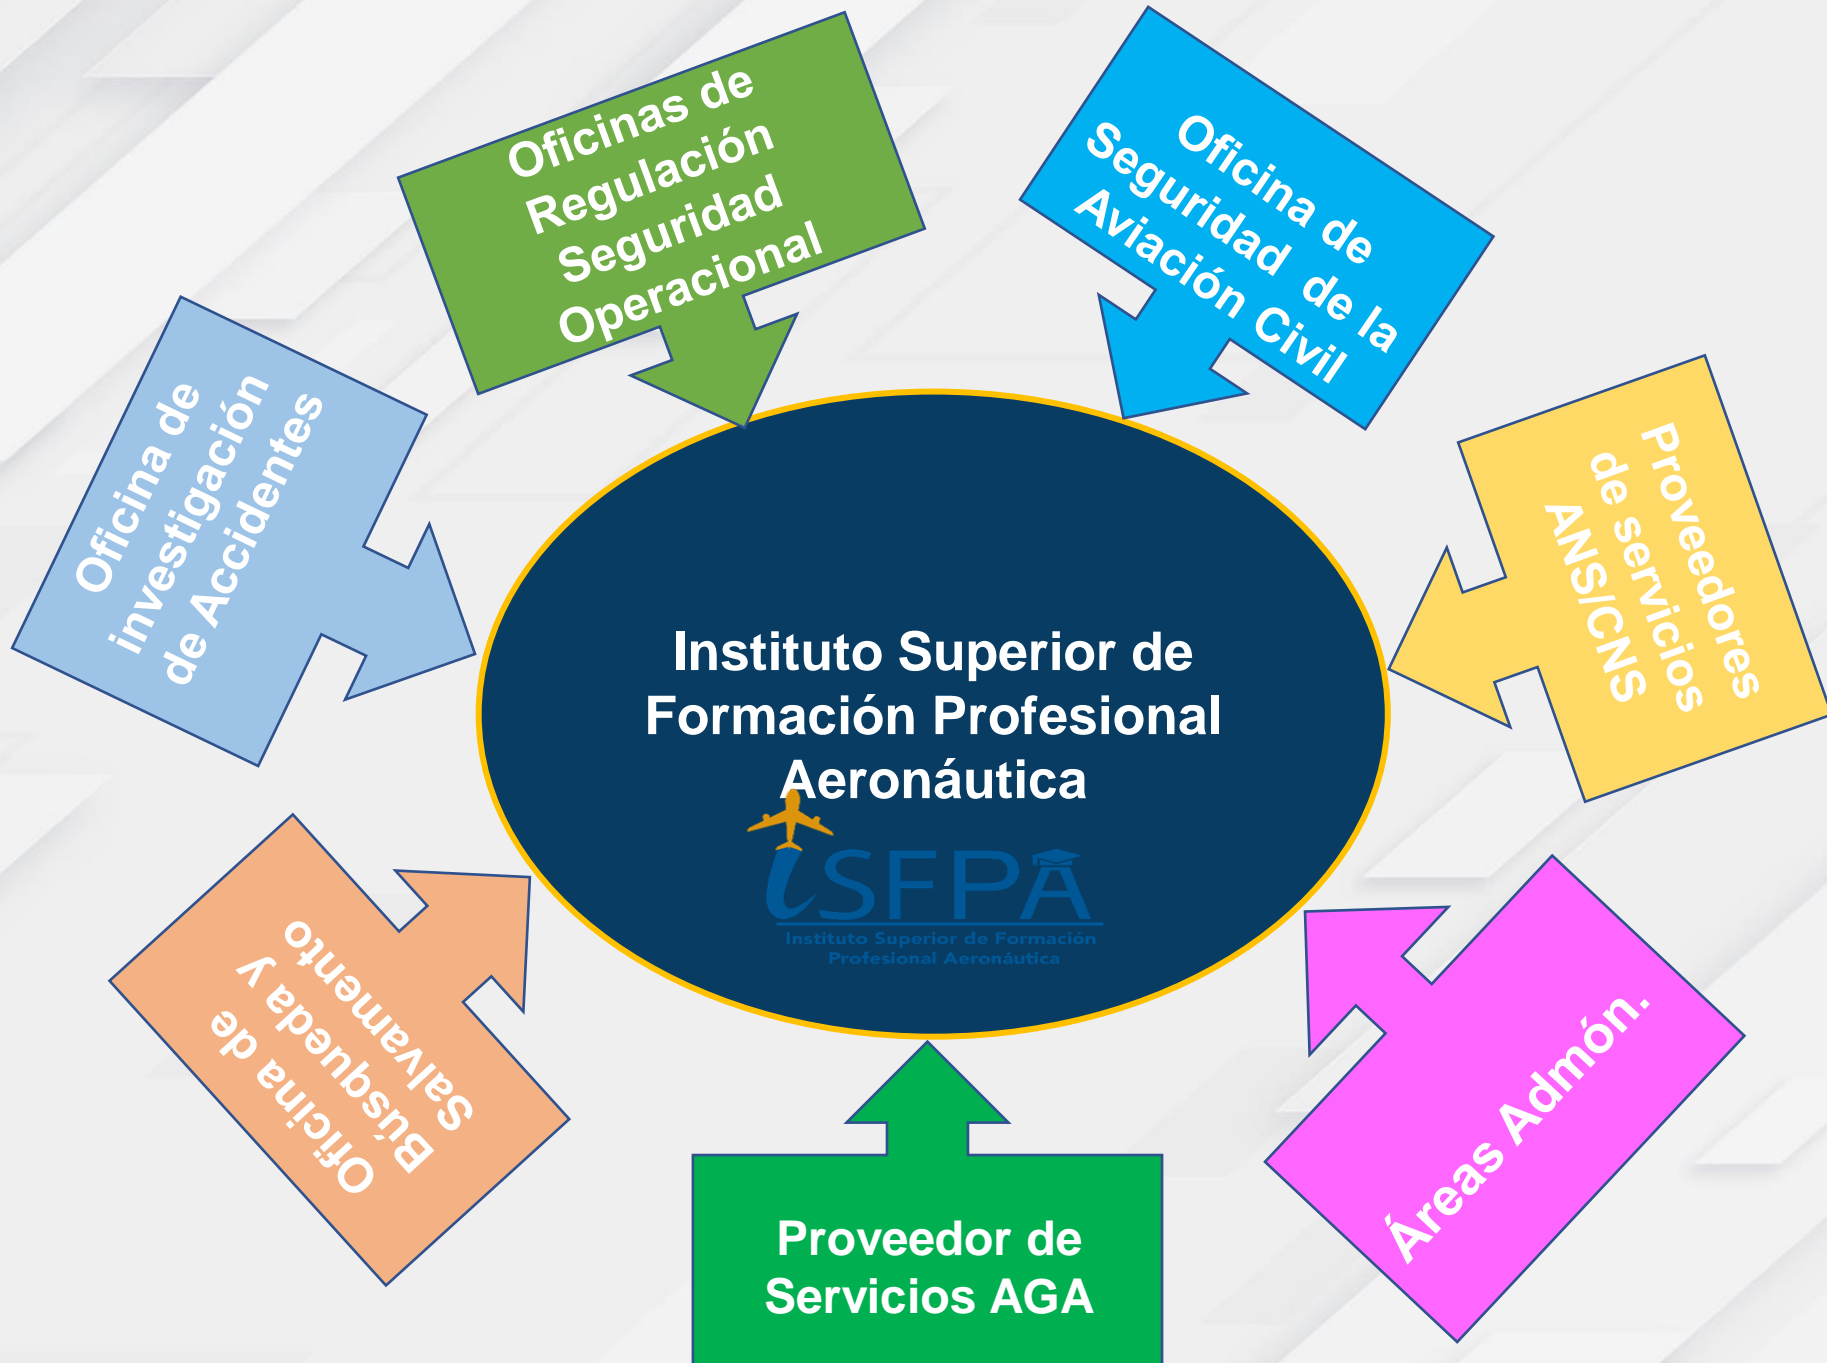 Oficinas de
Regulación
Seguridad
Operacional
Oficina de
Seguridad de la
Aviación Civil
Oficina de
investigación
de Accidentes
Proveedores
de servicios
ANS/CNS
Instituto Superior de
Formación Profesional
Aeronáutica
iSFPA
Instituto Superior de Formación
Profesional Aeronáutica
Oficina de
Búsqueda y
Salvamento
Áreas Admón.
Proveedor de
Servicios AGA